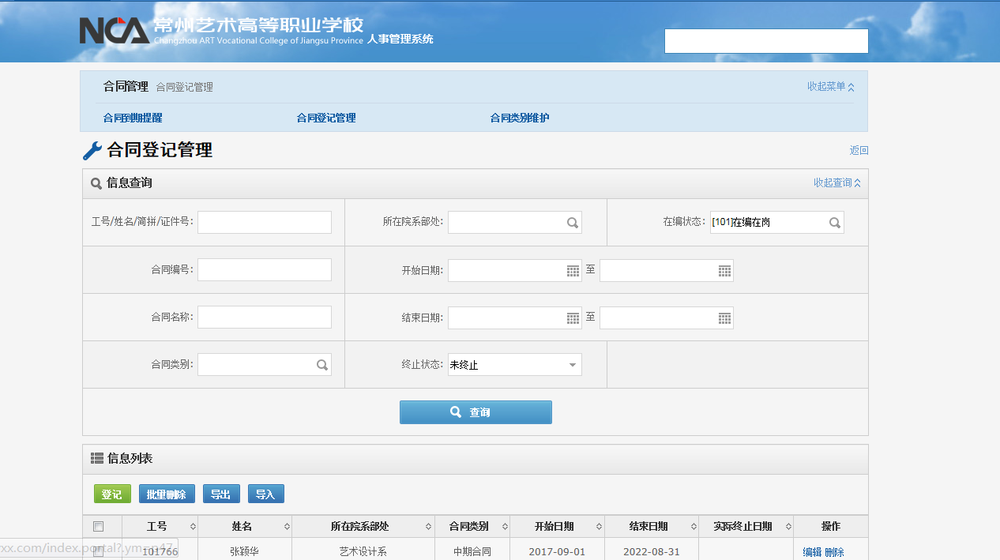 NCA 常州艺术高等职业学校
Changzhou ART Vocational College of Jiangsu Province 人事管理系统
合同管理 合同登记管理 收起菜单
合同到期提醒 合同登记管理 合同类别维护
合同登记管理 返回
信息查询 收起查询
工号/姓名/简拼/证件号: 所在院系部处: 在编状态: [101]在编在岗
合同编号: 开始日期: 至
合同名称: 结束日期: 至
合同类别: 终止状态: 未终止
查询
信息列表
登记 批量删除 导出 导入
工号 姓名 所在院系部处 合同类别 开始日期 结束日期 实际终止日期 操作
101766 张颖华 艺术设计系 中期合同 2017-09-01 2022-08-31 编辑 删除
xx.com/index.portal?.ym=p47